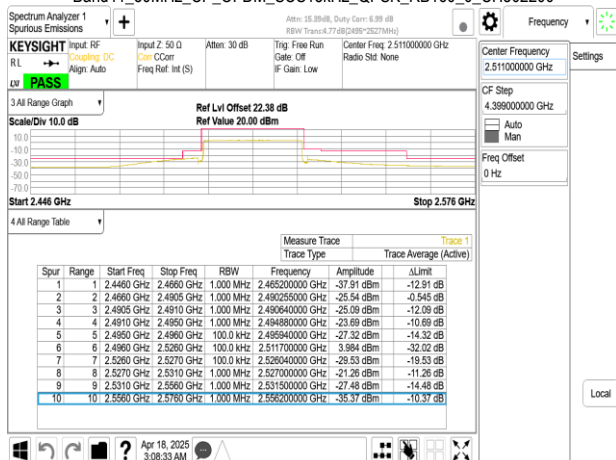 Spectrum Analyzer 1
Spurious Emissions
+
Attn: 15.39dB, Duty Corr: 6.99 dB
RBW Trans:4.77dB(2495~2527MHz)
Frequency
KEYSIGHT
RL
Input: RF
Coupling: DC
Align: Auto
Input Z: 50 Ω
Corr CCorr
Freq Ref: Int (S)
Atten: 30 dB
Trig: Free Run
Gate: Off
IF Gain: Low
Center Freq: 2.511000000 GHz
Radio Std: None
LXI PASS
Center Frequency
2.511000000 GHz
Settings
CF Step
4.399000000 GHz
Auto
Man
Freq Offset
0 Hz
3 All Range Graph
Scale/Div 10.0 dB
Ref Lvl Offset 22.38 dB
Ref Value 20.00 dBm
10.0
-10.0
-30.0
-50.0
-70.0
Start 2.446 GHz
Stop 2.576 GHz
4 All Range Table
Measure Trace Trace 1
Trace Type Trace Average (Active)
Spur Range Start Freq Stop Freq RBW Frequency Amplitude ΔLimit
1 1 2.4460 GHz 2.4660 GHz 1.000 MHz 2.465200000 GHz -37.91 dBm -12.91 dB
2 2 2.4660 GHz 2.4905 GHz 1.000 MHz 2.490255000 GHz -25.54 dBm -0.545 dB
3 3 2.4905 GHz 2.4910 GHz 1.000 MHz 2.490640000 GHz -25.09 dBm -12.09 dB
4 4 2.4910 GHz 2.4950 GHz 1.000 MHz 2.494880000 GHz -23.69 dBm -10.69 dB
5 5 2.4950 GHz 2.4960 GHz 100.0 kHz 2.495940000 GHz -27.32 dBm -14.32 dB
6 6 2.4960 GHz 2.5260 GHz 100.0 kHz 2.511700000 GHz 3.984 dBm -32.02 dB
7 7 2.5260 GHz 2.5270 GHz 100.0 kHz 2.526040000 GHz -29.53 dBm -19.53 dB
8 8 2.5270 GHz 2.5310 GHz 1.000 MHz 2.527000000 GHz -21.26 dBm -11.26 dB
9 9 2.5310 GHz 2.5560 GHz 1.000 MHz 2.531500000 GHz -27.48 dBm -14.48 dB
10 10 2.5560 GHz 2.5760 GHz 1.000 MHz 2.556200000 GHz -35.37 dBm -10.37 dB
Local
?
Apr 18, 2025
3:08:33 AM